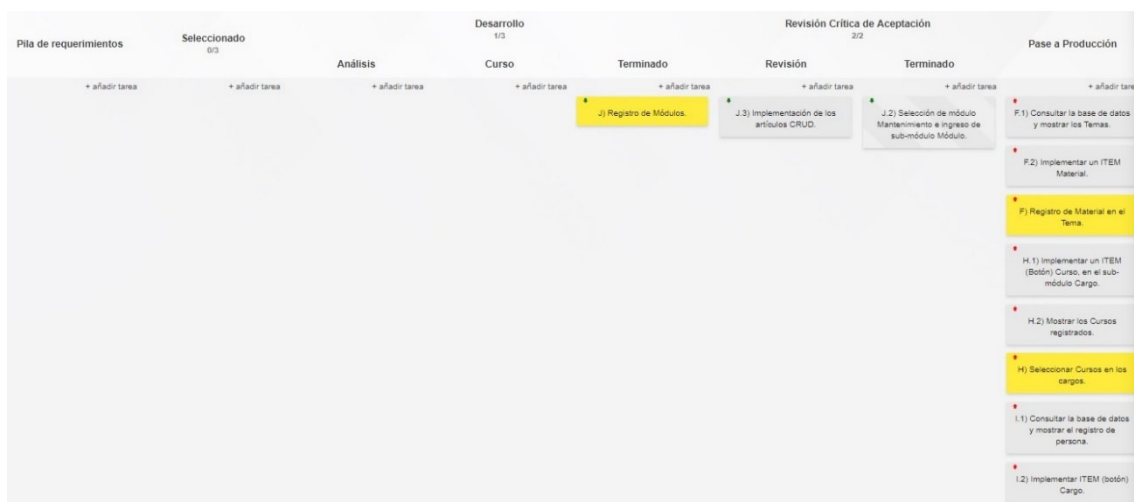 Pila de requerimientos
Seleccionado
0/3
Desarrollo
1/3
Análisis
Curso
Terminado
Revisión Crítica de Aceptación
2/2
Revisión
Terminado
Pase a Producción
+ añadir tarea
+ añadir tarea
+ añadir tarea
+ añadir tarea
+ añadir tarea
+ añadir tarea
+ añadir tarea
+ añadir tare
J) Registro de Módulos.
J.3) Implementación de los
artículos CRUD.
J.2) Selección de módulo
Mantenimiento e ingreso de
sub-módulo Módulo.
F.1) Consultar la base de datos
y mostrar los Temas.
F.2) Implementar un ITEM
Material.
F) Registro de Material en el
Tema.
H.1) Implementar un ITEM
(Botón) Curso, en el sub-
módulo Cargo.
H.2) Mostrar los Cursos
registrados.
H) Seleccionar Cursos en los
cargos.
I.1) Consultar la base de datos
y mostrar el registro de
persona.
I.2) Implementar ITEM (botón)
Cargo.